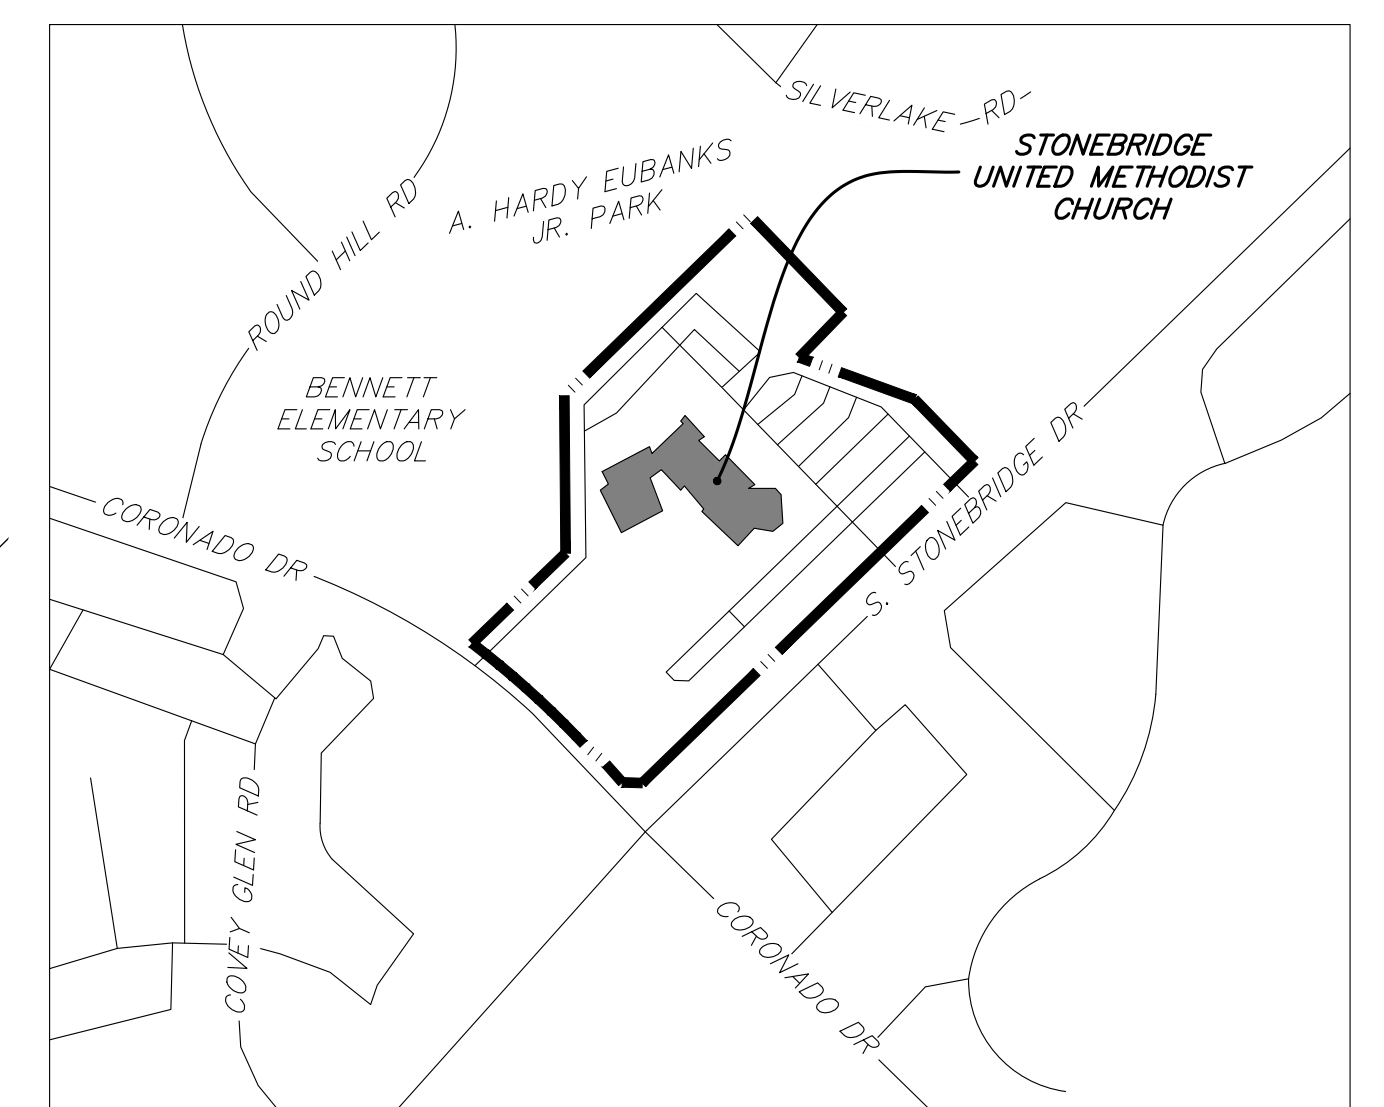 SILVERLAKE RD
STONEBRIDGE
UNITED METHODIST
CHURCH
A. HARDY EUBANKS
JR. PARK
ROUND HILL RD
BENNETT
ELEMENTARY
SCHOOL
S. STONEBRIDGE DR
CORONADO DR
COVEY GLEN RD
CORONADO DR